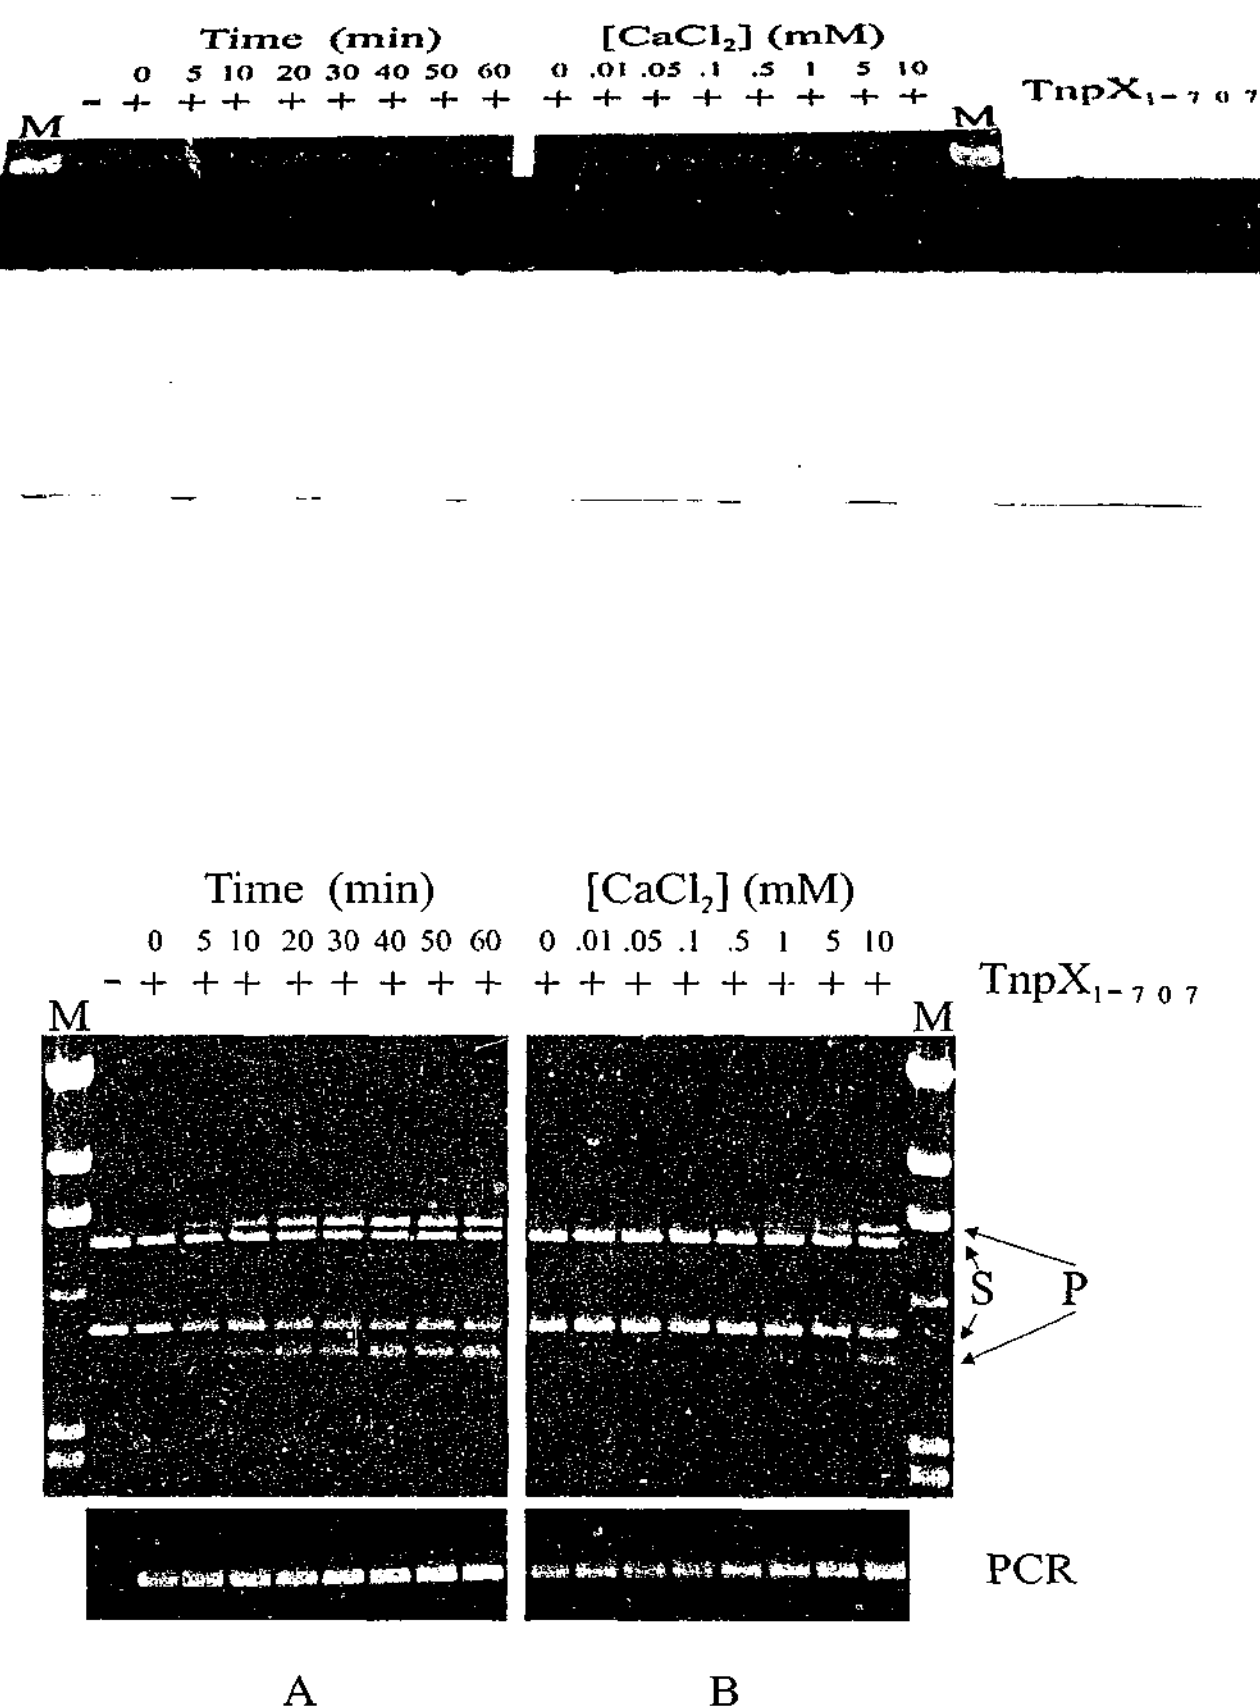 Time (min) [CaCl₂] (mM)
0 5 10 20 30 40 50 60 0 .01 .05 .1 .5 1 5 10
- + + + + + + + + + + + + + + + + TnpX₁₋₇₀₇
M M
Time (min) [CaCl₂] (mM)
0 5 10 20 30 40 50 60 0 .01 .05 .1 .5 1 5 10
- + + + + + + + + + + + + + + + + TnpX₁₋₇₀₇
M M
S P
PCR
A B